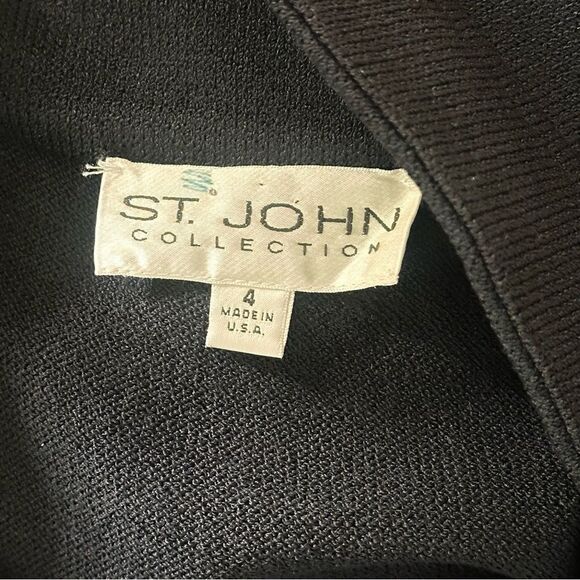 ST. JOHN
COLLECTION
4
MADE IN
U.S.A.